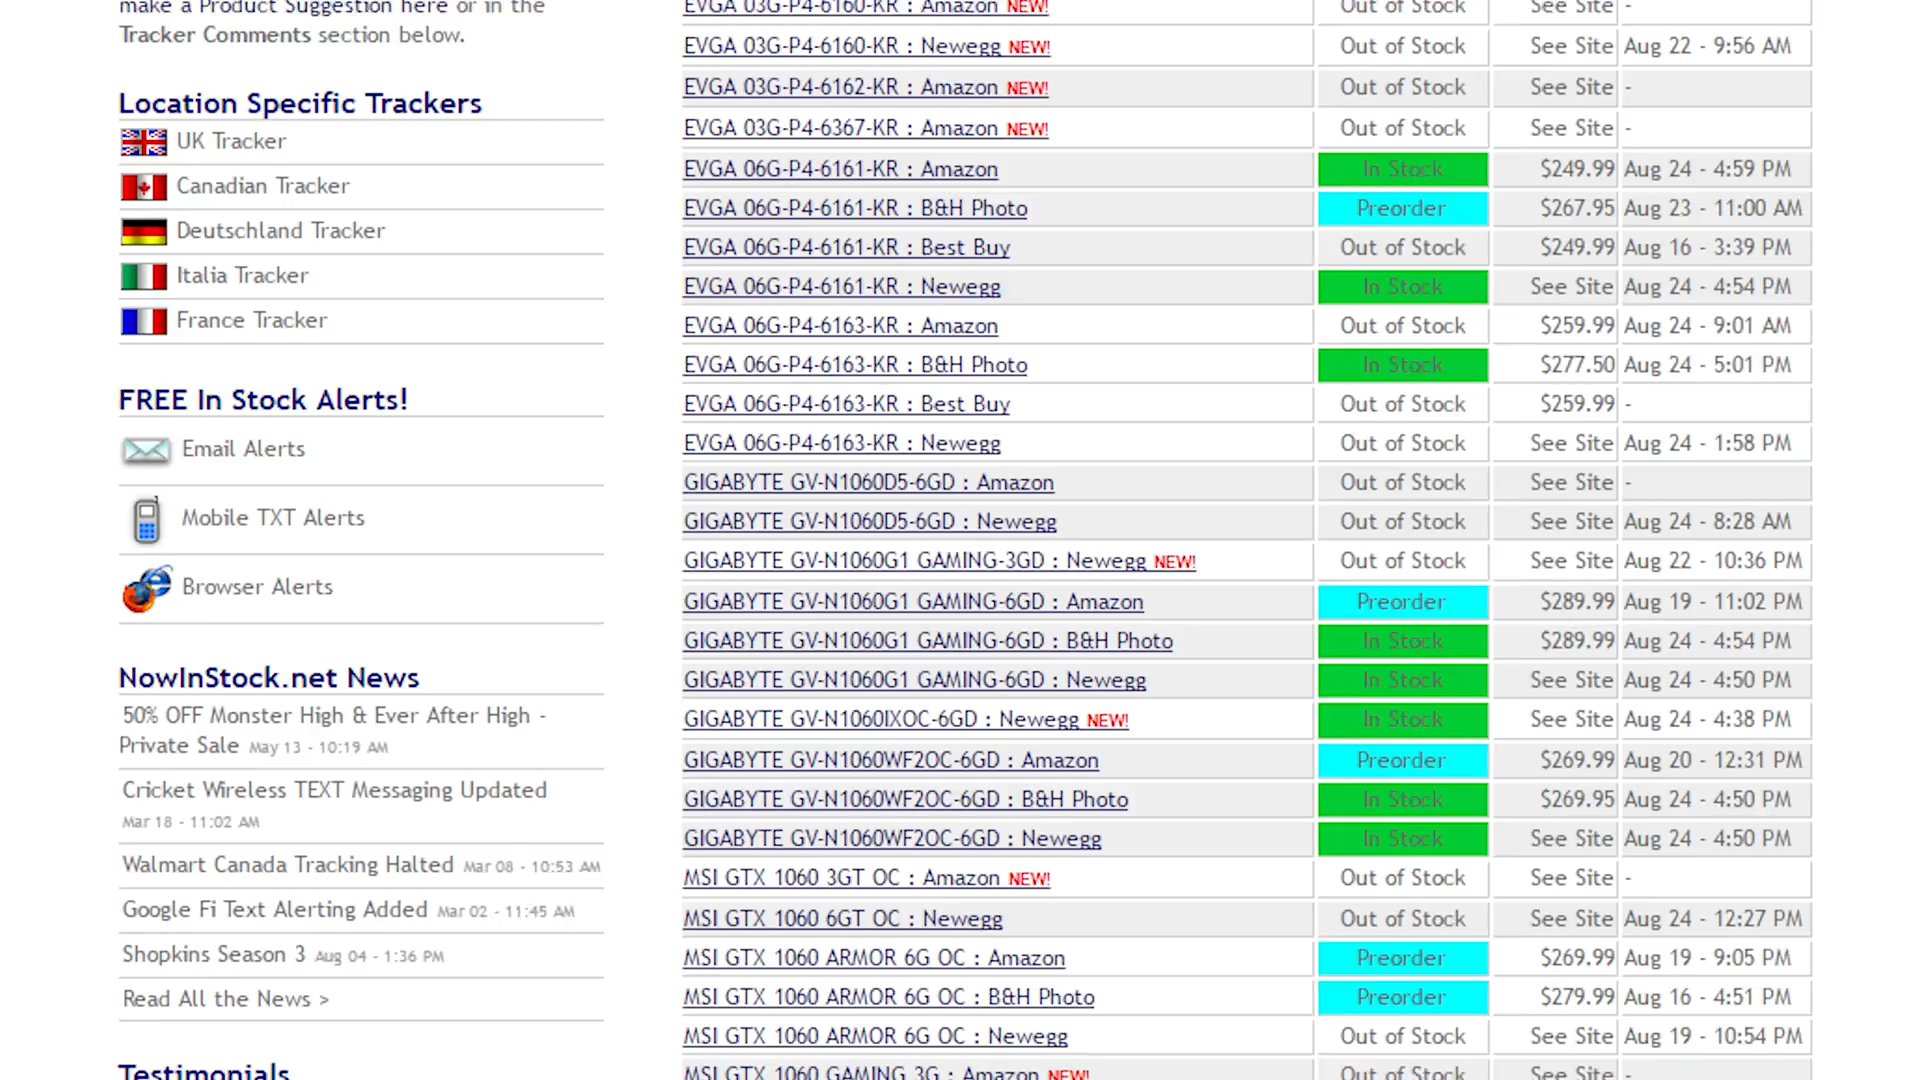 make a Product Suggestion here or in the
Tracker Comments section below.
Location Specific Trackers
UK Tracker
Canadian Tracker
Deutschland Tracker
Italia Tracker
France Tracker
FREE In Stock Alerts!
Email Alerts
Mobile TXT Alerts
Browser Alerts
NowInStock.net News
50% OFF Monster High & Ever After High -
Private Sale May 13 - 10:19 AM
Cricket Wireless TEXT Messaging Updated
Mar 18 - 11:02 AM
Walmart Canada Tracking Halted Mar 08 - 10:53 AM
Google Fi Text Alerting Added Mar 02 - 11:45 AM
Shopkins Season 3 Aug 04 - 1:36 PM
Read All the News >
Testimonials
EVGA 03G-P4-6160-KR : Amazon NEW! Out of Stock See Site -
EVGA 03G-P4-6160-KR : Newegg NEW! Out of Stock See Site Aug 22 - 9:56 AM
EVGA 03G-P4-6162-KR : Amazon NEW! Out of Stock See Site -
EVGA 03G-P4-6367-KR : Amazon NEW! Out of Stock See Site -
EVGA 06G-P4-6161-KR : Amazon In Stock $249.99 Aug 24 - 4:59 PM
EVGA 06G-P4-6161-KR : B&H Photo Preorder $267.95 Aug 23 - 11:00 AM
EVGA 06G-P4-6161-KR : Best Buy Out of Stock $249.99 Aug 16 - 3:39 PM
EVGA 06G-P4-6161-KR : Newegg In Stock See Site Aug 24 - 4:54 PM
EVGA 06G-P4-6163-KR : Amazon Out of Stock $259.99 Aug 24 - 9:01 AM
EVGA 06G-P4-6163-KR : B&H Photo In Stock $277.50 Aug 24 - 5:01 PM
EVGA 06G-P4-6163-KR : Best Buy Out of Stock $259.99 -
EVGA 06G-P4-6163-KR : Newegg Out of Stock See Site Aug 24 - 1:58 PM
GIGABYTE GV-N1060D5-6GD : Amazon Out of Stock See Site -
GIGABYTE GV-N1060D5-6GD : Newegg Out of Stock See Site Aug 24 - 8:28 AM
GIGABYTE GV-N1060G1 GAMING-3GD : Newegg NEW! Out of Stock See Site Aug 22 - 10:36 PM
GIGABYTE GV-N1060G1 GAMING-6GD : Amazon Preorder $289.99 Aug 19 - 11:02 PM
GIGABYTE GV-N1060G1 GAMING-6GD : B&H Photo In Stock $289.99 Aug 24 - 4:54 PM
GIGABYTE GV-N1060G1 GAMING-6GD : Newegg In Stock See Site Aug 24 - 4:50 PM
GIGABYTE GV-N1060IXOC-6GD : Newegg NEW! In Stock See Site Aug 24 - 4:38 PM
GIGABYTE GV-N1060WF2OC-6GD : Amazon Preorder $269.99 Aug 20 - 12:31 PM
GIGABYTE GV-N1060WF2OC-6GD : B&H Photo In Stock $269.95 Aug 24 - 4:50 PM
GIGABYTE GV-N1060WF2OC-6GD : Newegg In Stock See Site Aug 24 - 4:50 PM
MSI GTX 1060 3GT OC : Amazon NEW! Out of Stock See Site -
MSI GTX 1060 6GT OC : Newegg Out of Stock See Site Aug 24 - 12:27 PM
MSI GTX 1060 ARMOR 6G OC : Amazon Preorder $269.99 Aug 19 - 9:05 PM
MSI GTX 1060 ARMOR 6G OC : B&H Photo Preorder $279.99 Aug 16 - 4:51 PM
MSI GTX 1060 ARMOR 6G OC : Newegg Out of Stock See Site Aug 19 - 10:54 PM
MSI GTX 1060 GAMING 3G : Amazon NEW! Out of Stock See Site -